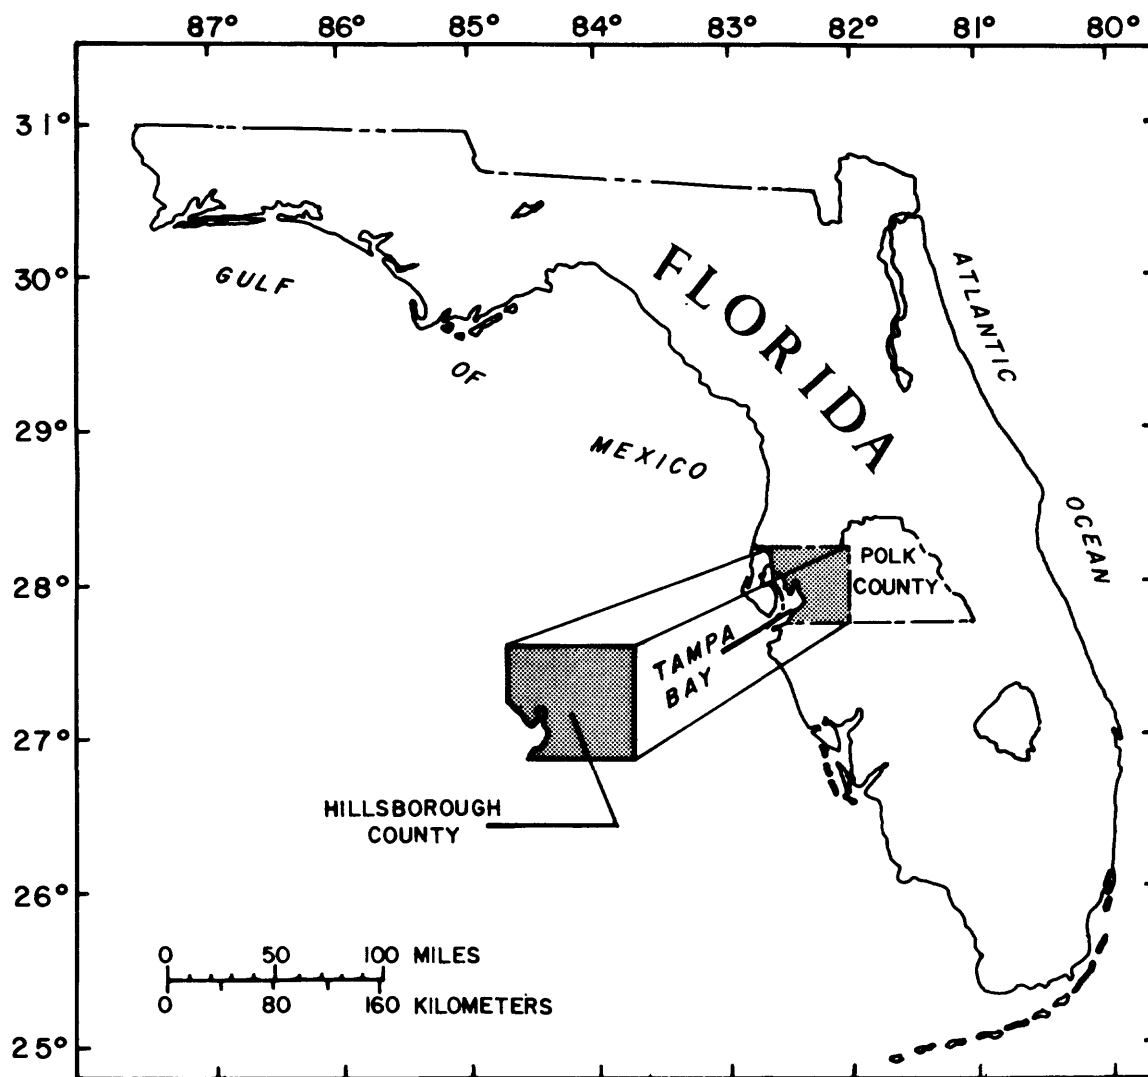 87° 86° 85° 84° 83° 82° 81° 80°
31°
30°
29°
28°
27°
26°
25°
FLORIDA
GULF
OF
MEXICO
ATLANTIC
OCEAN
POLK
COUNTY
TAMPA
BAY
HILLSBOROUGH
COUNTY
0 50 100 MILES
0 80 160 KILOMETERS